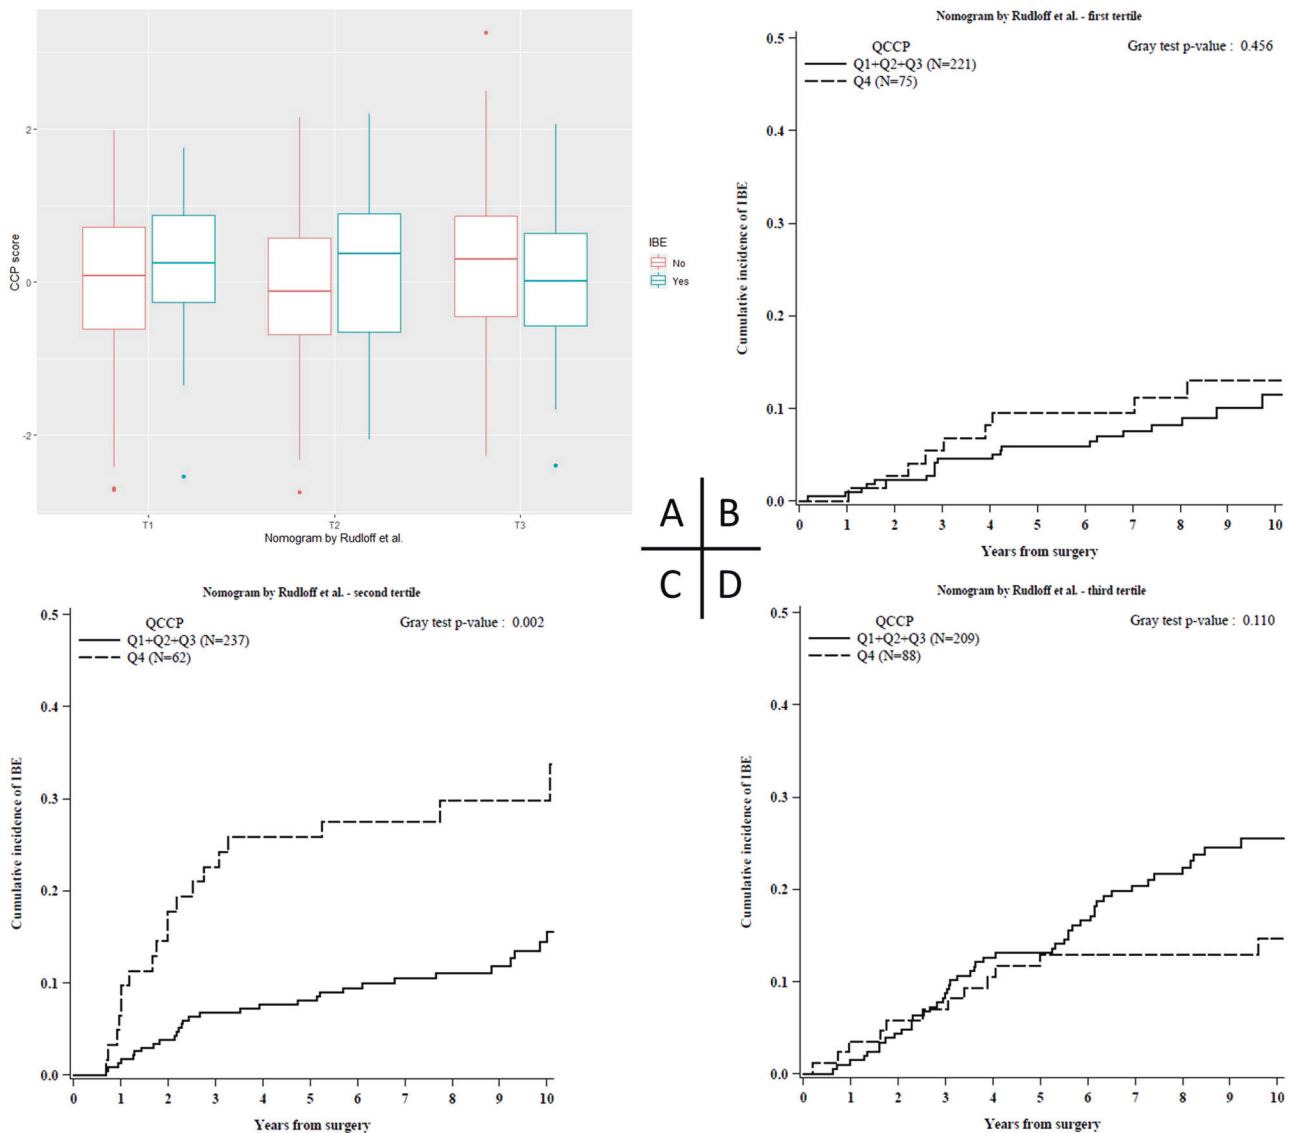 CCP score
2
0
-2
T1
T2
T3
Nomogram by Rudloff et al.
IBE
No
Yes
Nomogram by Rudloff et al. - first tertile
QCCP
Q1+Q2+Q3 (N=221)
Q4 (N=75)
Gray test p-value : 0.456
Cumulative incidence of IBE
0.5
0.4
0.3
0.2
0.1
0.0
0 1 2 3 4 5 6 7 8 9 10
Years from surgery
A B
C D
Nomogram by Rudloff et al. - second tertile
QCCP
Q1+Q2+Q3 (N=237)
Q4 (N=62)
Gray test p-value : 0.002
Cumulative incidence of IBE
0.5
0.4
0.3
0.2
0.1
0.0
0 1 2 3 4 5 6 7 8 9 10
Years from surgery
Nomogram by Rudloff et al. - third tertile
QCCP
Q1+Q2+Q3 (N=209)
Q4 (N=88)
Gray test p-value : 0.110
Cumulative incidence of IBE
0.5
0.4
0.3
0.2
0.1
0.0
0 1 2 3 4 5 6 7 8 9 10
Years from surgery